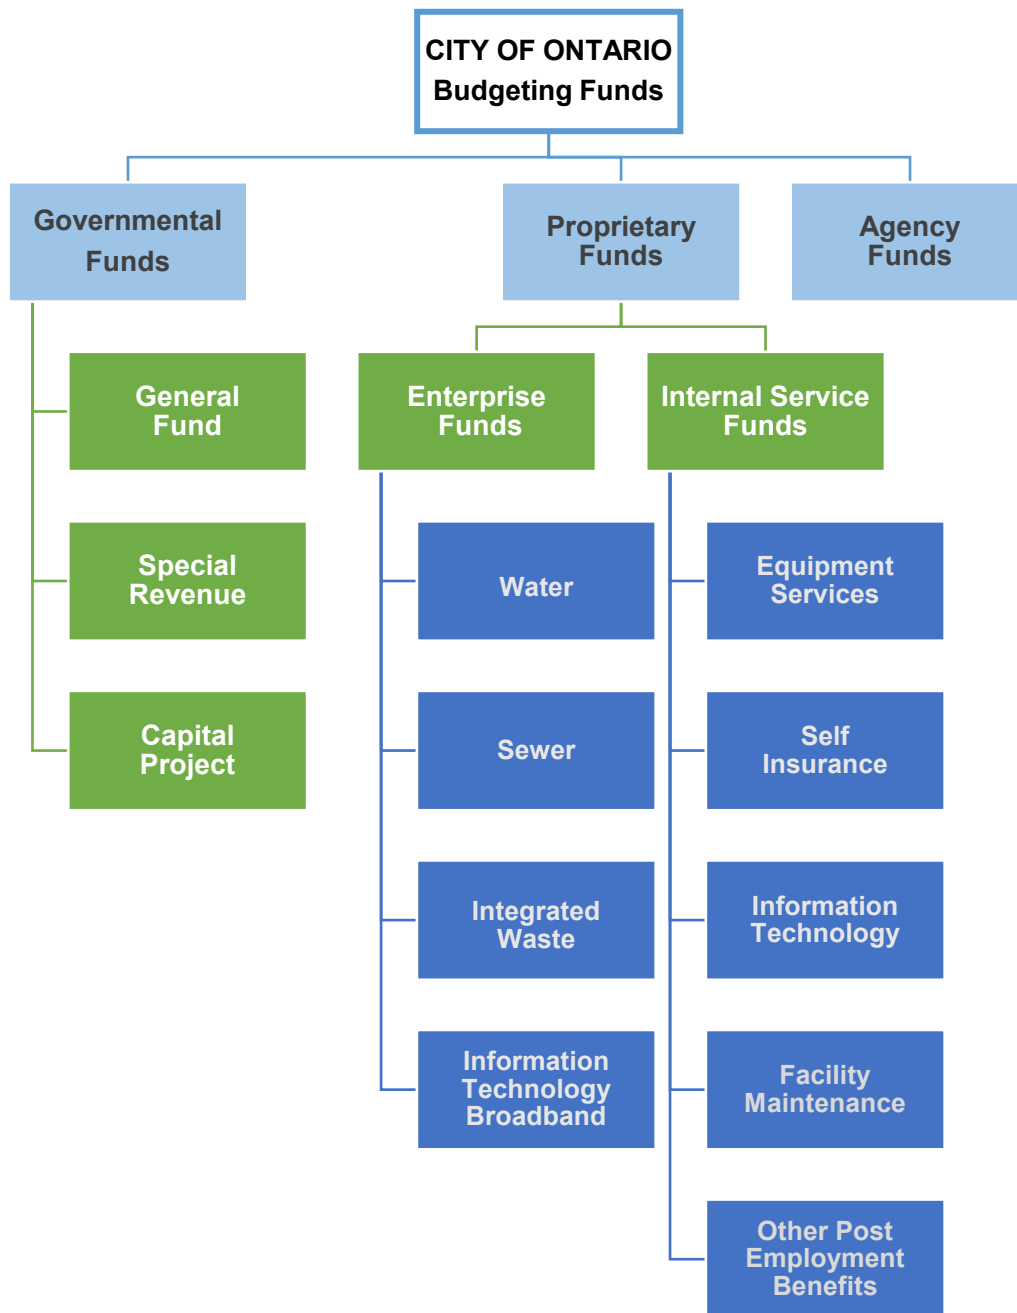 CITY OF ONTARIO
Budgeting Funds
Governmental
Funds
Proprietary
Funds
Agency
Funds
General
Fund
Special
Revenue
Capital
Project
Enterprise
Funds
Water
Sewer
Integrated
Waste
Information
Technology
Broadband
Internal Service
Funds
Equipment
Services
Self
Insurance
Information
Technology
Facility
Maintenance
Other Post
Employment
Benefits